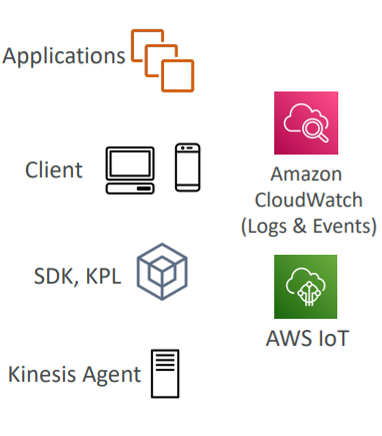 Applications
Client
SDK, KPL
Kinesis Agent
Amazon
CloudWatch
(Logs & Events)
AWS IoT